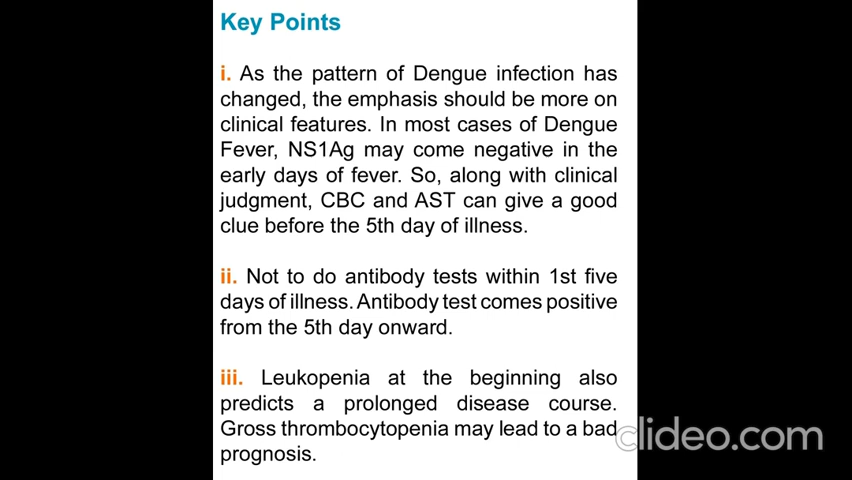 Key Points
i. As the pattern of Dengue infection has
changed, the emphasis should be more on
clinical features. In most cases of Dengue
Fever, NS1Ag may come negative in the
early days of fever. So, along with clinical
judgment, CBC and AST can give a good
clue before the 5th day of illness.
ii. Not to do antibody tests within 1st five
days of illness. Antibody test comes positive
from the 5th day onward.
iii. Leukopenia at the beginning also
predicts a prolonged disease course.
Gross thrombocytopenia may lead to a bad
prognosis.
clideo.com